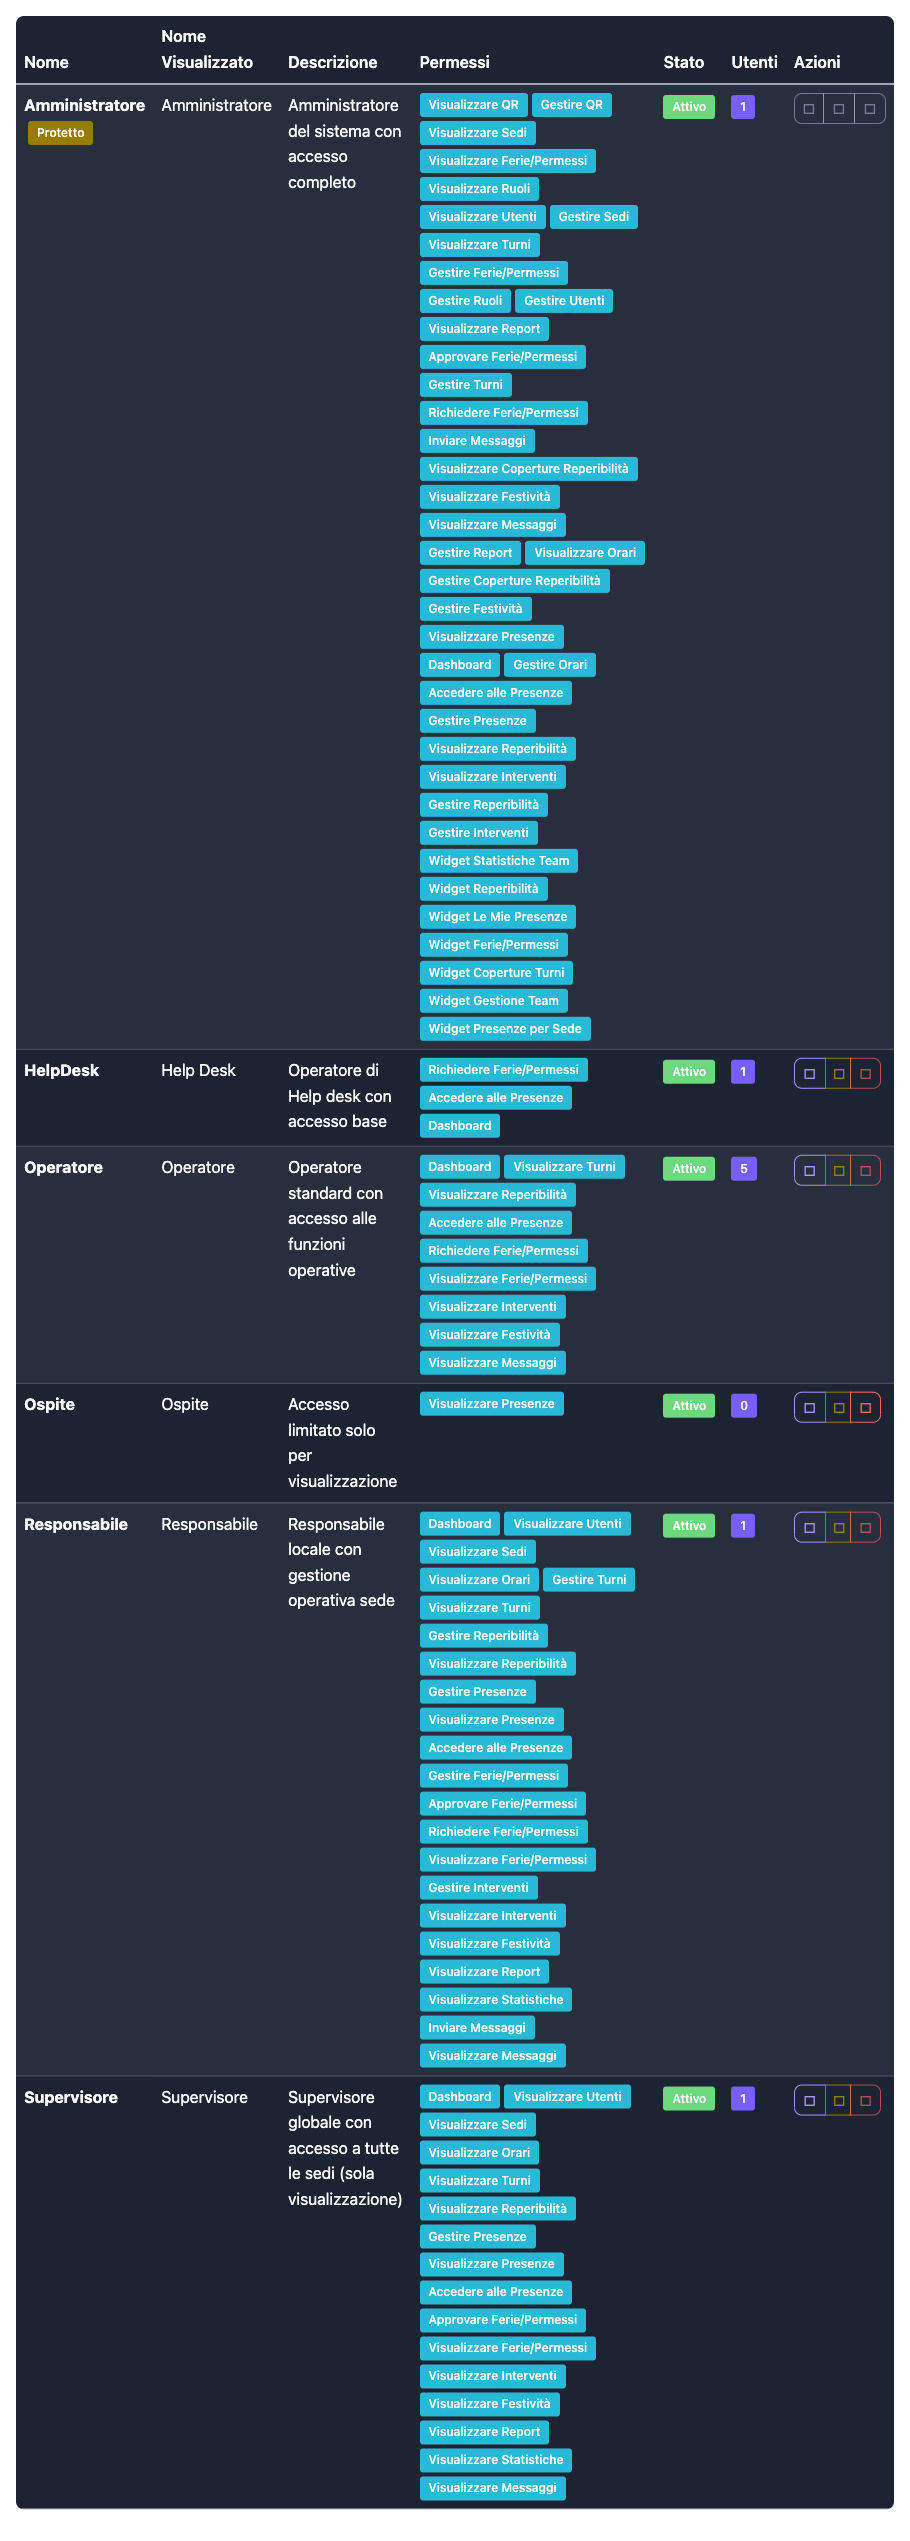 Nome
Nome Visualizzato
Descrizione
Permessi
Stato
Utenti
Azioni
Amministratore
Protetto
Amministratore
Amministratore
del sistema con
accesso
completo
Visualizzare QR Gestire QR
Visualizzare Sedi
Visualizzare Ferie/Permessi
Visualizzare Ruoli
Visualizzare Utenti Gestire Sedi
Visualizzare Turni
Gestire Ferie/Permessi
Gestire Ruoli Gestire Utenti
Visualizzare Report
Approvare Ferie/Permessi
Gestire Turni
Richiedere Ferie/Permessi
Inviare Messaggi
Visualizzare Coperture Reperibilità
Visualizzare Festività
Visualizzare Messaggi
Gestire Report Visualizzare Orari
Gestire Coperture Reperibilità
Gestire Festività
Visualizzare Presenze
Dashboard Gestire Orari
Accedere alle Presenze
Gestire Presenze
Visualizzare Reperibilità
Visualizzare Interventi
Gestire Reperibilità
Gestire Interventi
Widget Statistiche Team
Widget Reperibilità
Widget Le Mie Presenze
Widget Ferie/Permessi
Widget Coperture Turni
Widget Gestione Team
Widget Presenze per Sede
Attivo
1
HelpDesk
Help Desk
Operatore di
Help desk con
accesso base
Richiedere Ferie/Permessi
Accedere alle Presenze
Dashboard
Attivo
1
Operatore
Operatore
Operatore
standard con
accesso alle
funzioni
operative
Dashboard Visualizzare Turni
Visualizzare Reperibilità
Accedere alle Presenze
Richiedere Ferie/Permessi
Visualizzare Ferie/Permessi
Visualizzare Interventi
Visualizzare Festività
Visualizzare Messaggi
Attivo
5
Ospite
Ospite
Accesso
limitato solo
per
visualizzazione
Visualizzare Presenze
Attivo
0
Responsabile
Responsabile
Responsabile
locale con
gestione
operativa sede
Dashboard Visualizzare Utenti
Visualizzare Sedi
Visualizzare Orari Gestire Turni
Visualizzare Turni
Gestire Reperibilità
Visualizzare Reperibilità
Gestire Presenze
Visualizzare Presenze
Accedere alle Presenze
Gestire Ferie/Permessi
Approvare Ferie/Permessi
Richiedere Ferie/Permessi
Visualizzare Ferie/Permessi
Gestire Interventi
Visualizzare Interventi
Visualizzare Festività
Visualizzare Report
Visualizzare Statistiche
Inviare Messaggi
Visualizzare Messaggi
Attivo
1
Supervisore
Supervisore
Supervisore
globale con
accesso a tutte
le sedi (sola
visualizzazione)
Dashboard Visualizzare Utenti
Visualizzare Sedi
Visualizzare Orari
Visualizzare Turni
Visualizzare Reperibilità
Gestire Presenze
Visualizzare Presenze
Accedere alle Presenze
Approvare Ferie/Permessi
Visualizzare Ferie/Permessi
Visualizzare Interventi
Visualizzare Festività
Visualizzare Report
Visualizzare Statistiche
Visualizzare Messaggi
Attivo
1